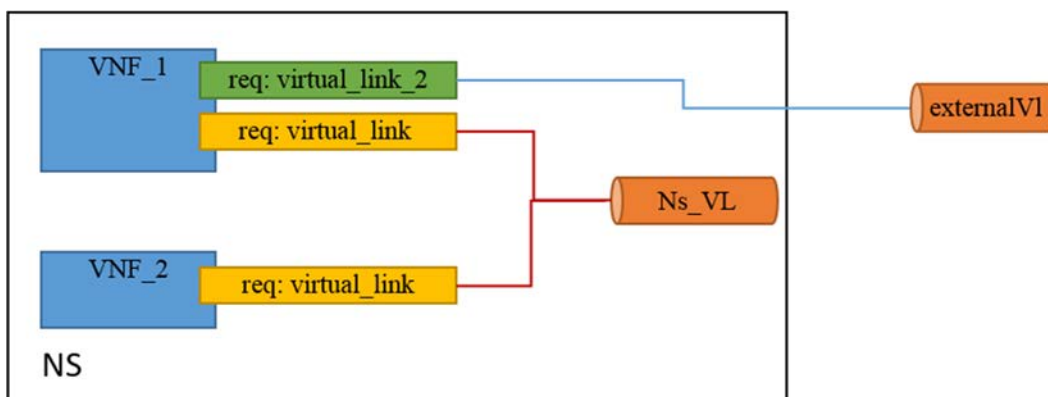 VNF_1
req: virtual_link_2
externalVl
req: virtual_link
Ns_VL
VNF_2
req: virtual_link
NS